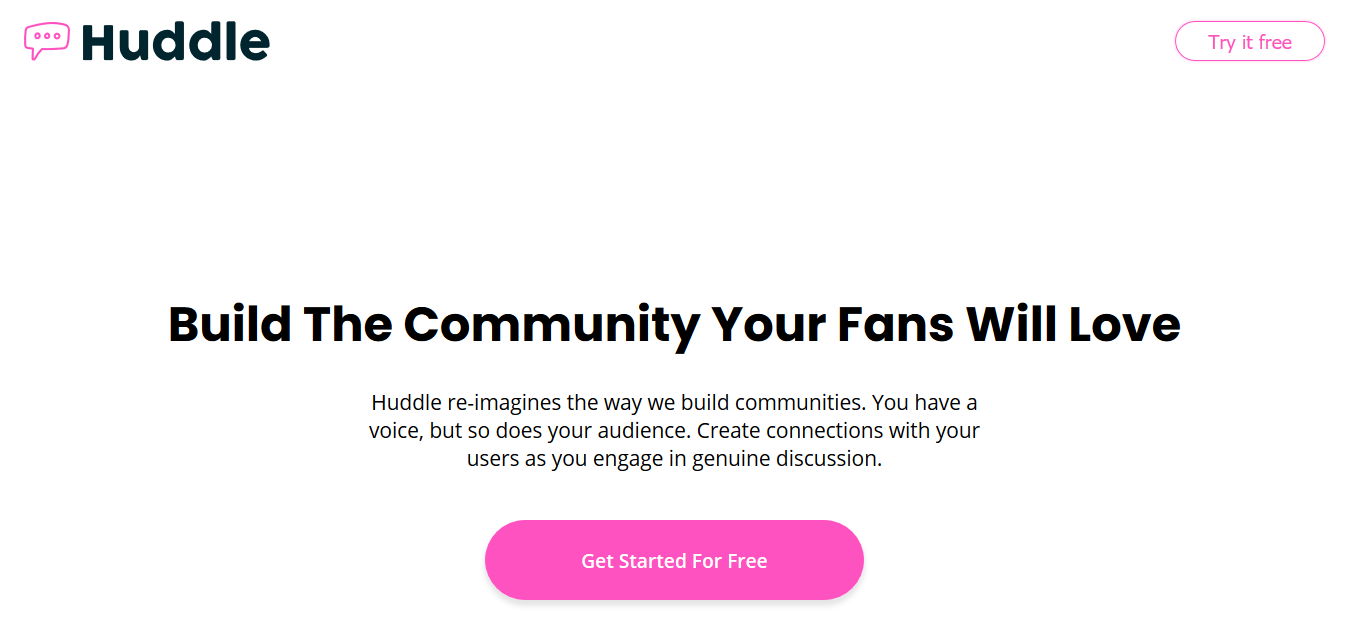 Huddle
Try it free
Build The Community Your Fans Will Love
Huddle re-imagines the way we build communities. You have a
voice, but so does your audience. Create connections with your
users as you engage in genuine discussion.
Get Started For Free